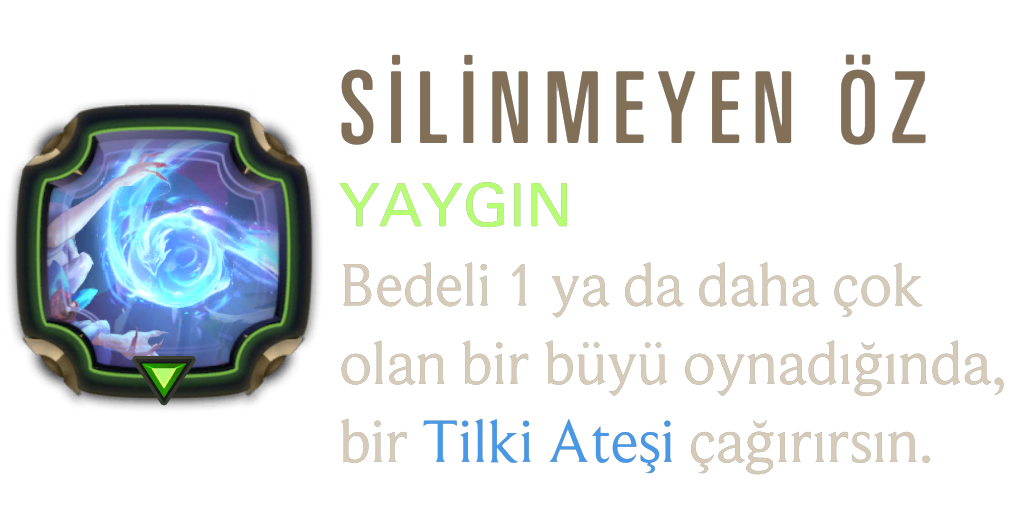 SİLİNMEYEN ÖZ
YAYGIN
Bedeli 1 ya da daha çok
olan bir büyü oynadığında,
bir Tilki Ateşi çağırırsın.